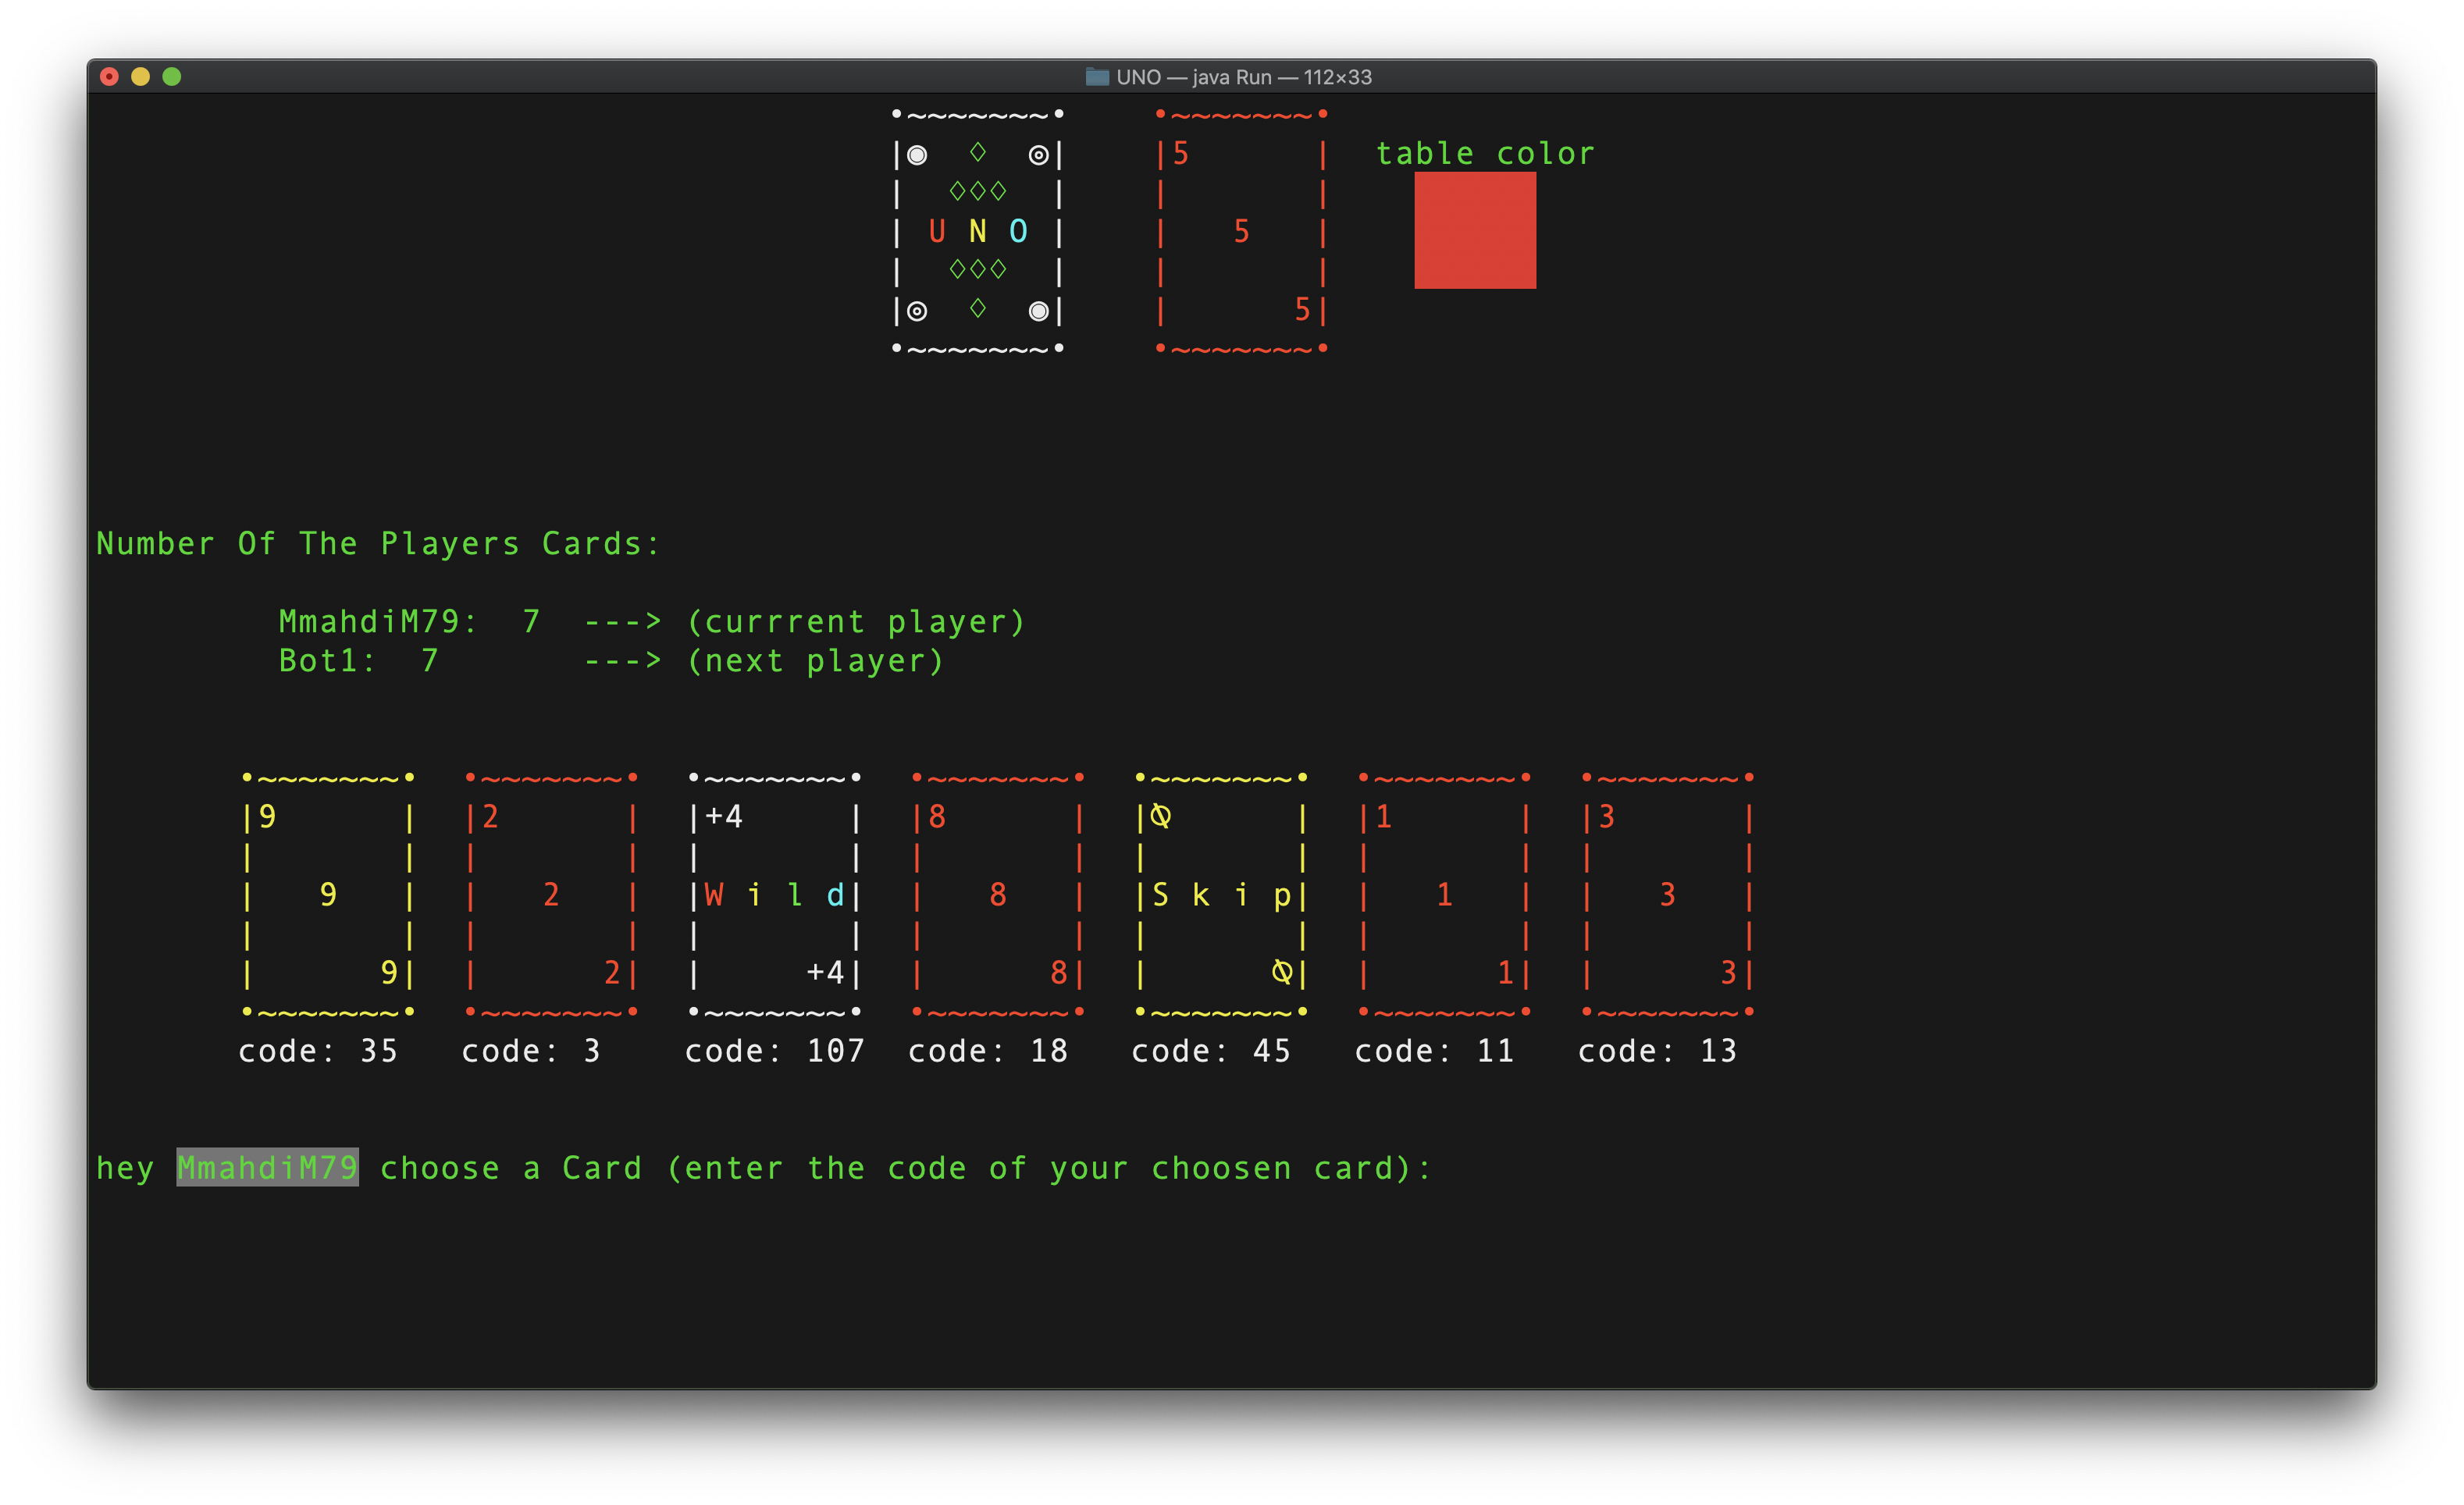 UNO — java Run — 112×33
•~~~~~~~• •~~~~~~~•
|◉ ♢ ◎| |5 | table color
| ♢♢♢ | | |
| U N O | | 5 |
| ♢♢♢ | | |
|◎ ♢ ◉| | 5|
•~~~~~~~• •~~~~~~~•
Number Of The Players Cards:
MmahdiM79: 7 ---> (currrent player)
Bot1: 7 ---> (next player)
•~~~~~~~• •~~~~~~~• •~~~~~~~• •~~~~~~~• •~~~~~~~• •~~~~~~~• •~~~~~~~•
|9 | |2 | |+4 | |8 | |Ꝋ | |1 | |3 |
| | | | | | | | | | | | | |
| 9 | | 2 | |W i l d| | 8 | |S k i p| | 1 | | 3 |
| | | | | | | | | | | | | |
| 9| | 2| | +4| | 8| | Ꝋ| | 1| | 3|
•~~~~~~~• •~~~~~~~• •~~~~~~~• •~~~~~~~• •~~~~~~~• •~~~~~~~• •~~~~~~~•
code: 35 code: 3 code: 107 code: 18 code: 45 code: 11 code: 13
hey MmahdiM79 choose a Card (enter the code of your choosen card):